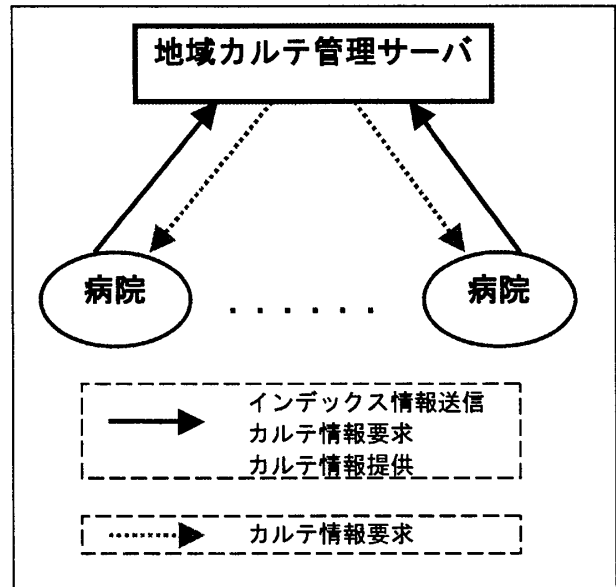 地域カルテ管理サーバ
病院
病院
インデックス情報送信
カルテ情報要求
カルテ情報提供
カルテ情報要求